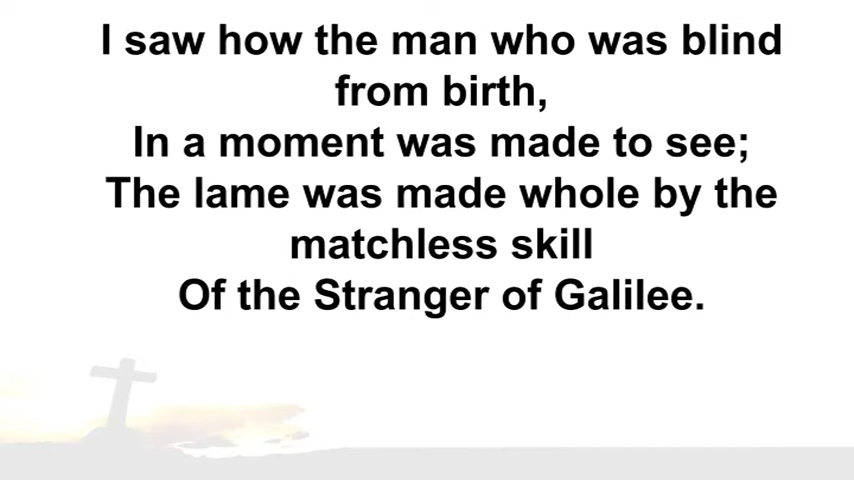 I saw how the man who was blind
from birth,
In a moment was made to see;
The lame was made whole by the
matchless skill
Of the Stranger of Galilee.